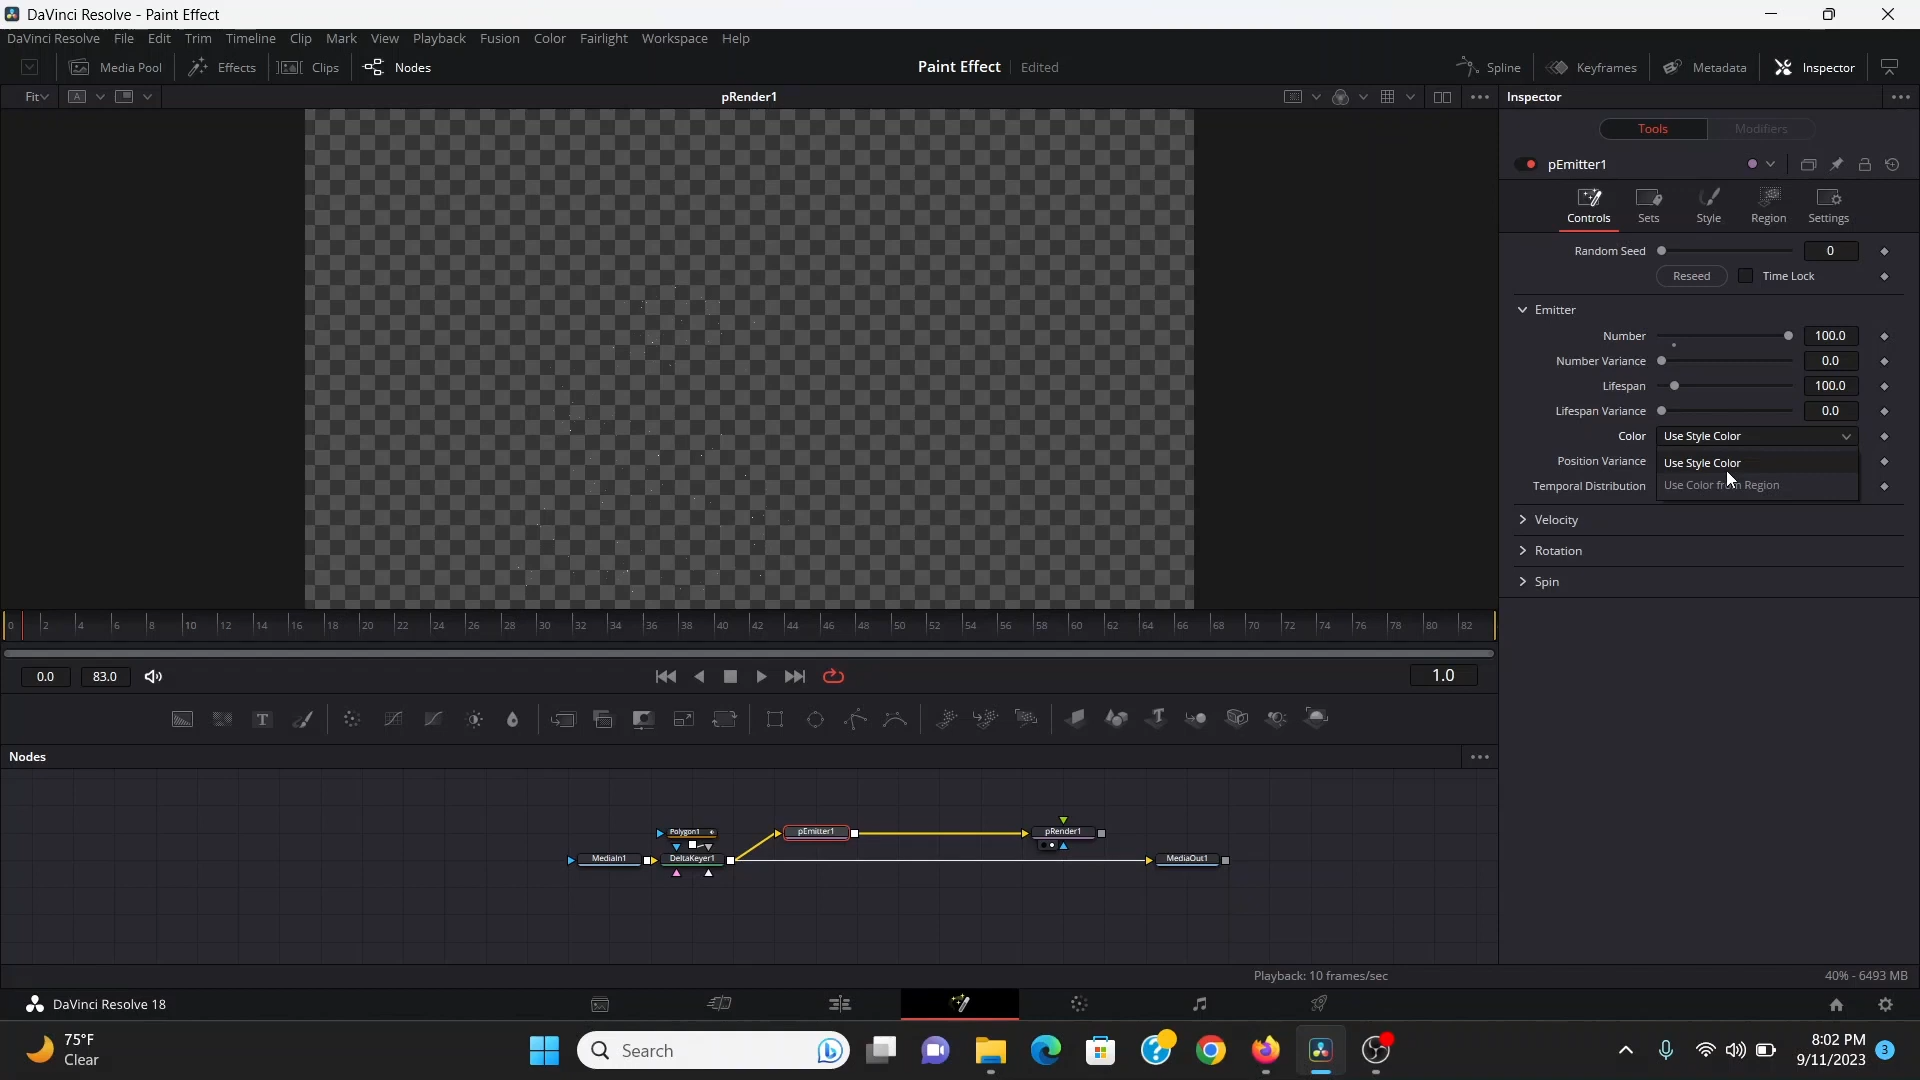 DaVinci Resolve - Paint Effect
DaVinci Resolve File Edit Trim Timeline Clip Mark View Playback Fusion Color Fairlight Workspace Help
Media Pool Effects Clips Nodes Paint Effect Edited Spline Keyframes Metadata Inspector
Fit A pRender1 Inspector
Tools Modifiers
pEmitter1
Controls Sets Style Region Settings
Random Seed 0
Reseed Time Lock
Emitter
Number 100.0
Number Variance 0.0
Lifespan 100.0
Lifespan Variance 0.0
Color Use Style Color
Position Variance Use Style Color
Temporal Distribution Use Color from Region
Velocity
Rotation
Spin
0 2 4 6 8 10 12 14 16 18 20 22 24 26 28 30 32 34 36 38 40 42 44 46 48 50 52 54 56 58 60 62 64 66 68 70 72 74 76 78 80 82
0.0 83.0 1.0
T
Nodes
Polygon1 pEmitter1 pRender1
MediaIn1 DeltaKeyer1 MediaOut1
Playback: 10 frames/sec 40% - 6493 MB
DaVinci Resolve 18
75°F
Clear
Search
8:02 PM
9/11/2023
3